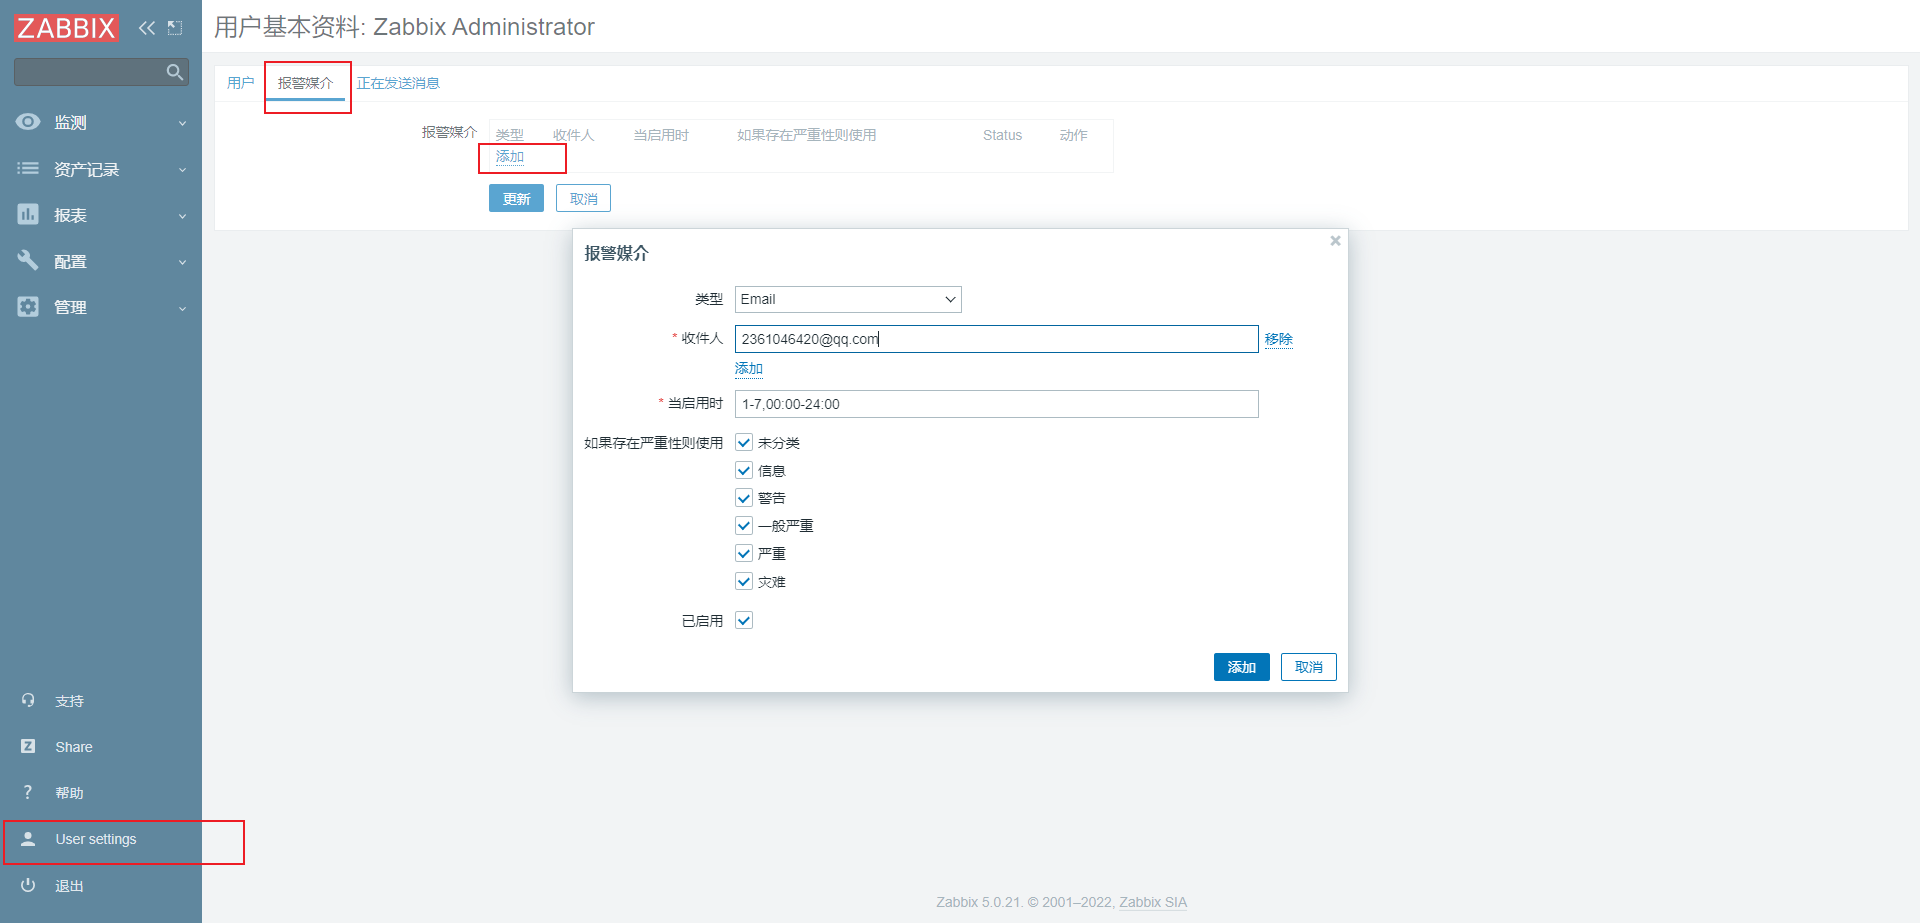 ZABBIX
监测
资产记录
报表
配置
管理
支持
Z Share
? 帮助
User settings
退出
用户基本资料: Zabbix Administrator
用户 报警媒介 正在发送消息
报警媒介 类型 收件人 当启用时 如果存在严重性则使用 Status 动作
添加
更新 取消
报警媒介
类型 Email
* 收件人 2361046420@qq.com 移除
添加
* 当启用时 1-7,00:00-24:00
如果存在严重性则使用 未分类
信息
警告
一般严重
严重
灾难
已启用
添加 取消
Zabbix 5.0.21. © 2001–2022, Zabbix SIA